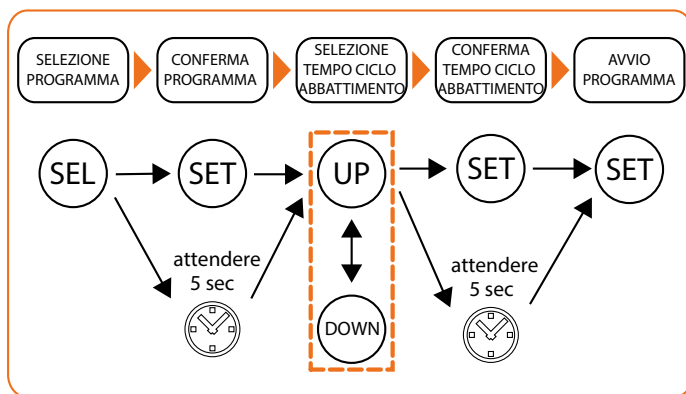 SELEZIONE
PROGRAMMA
CONFERMA
PROGRAMMA
SELEZIONE
TEMPO CICLO
ABBATTIMENTO
CONFERMA
TEMPO CICLO
ABBATTIMENTO
AVVIO
PROGRAMMA
SEL
SET
UP
SET
SET
attendere
5 sec
attendere
5 sec
DOWN